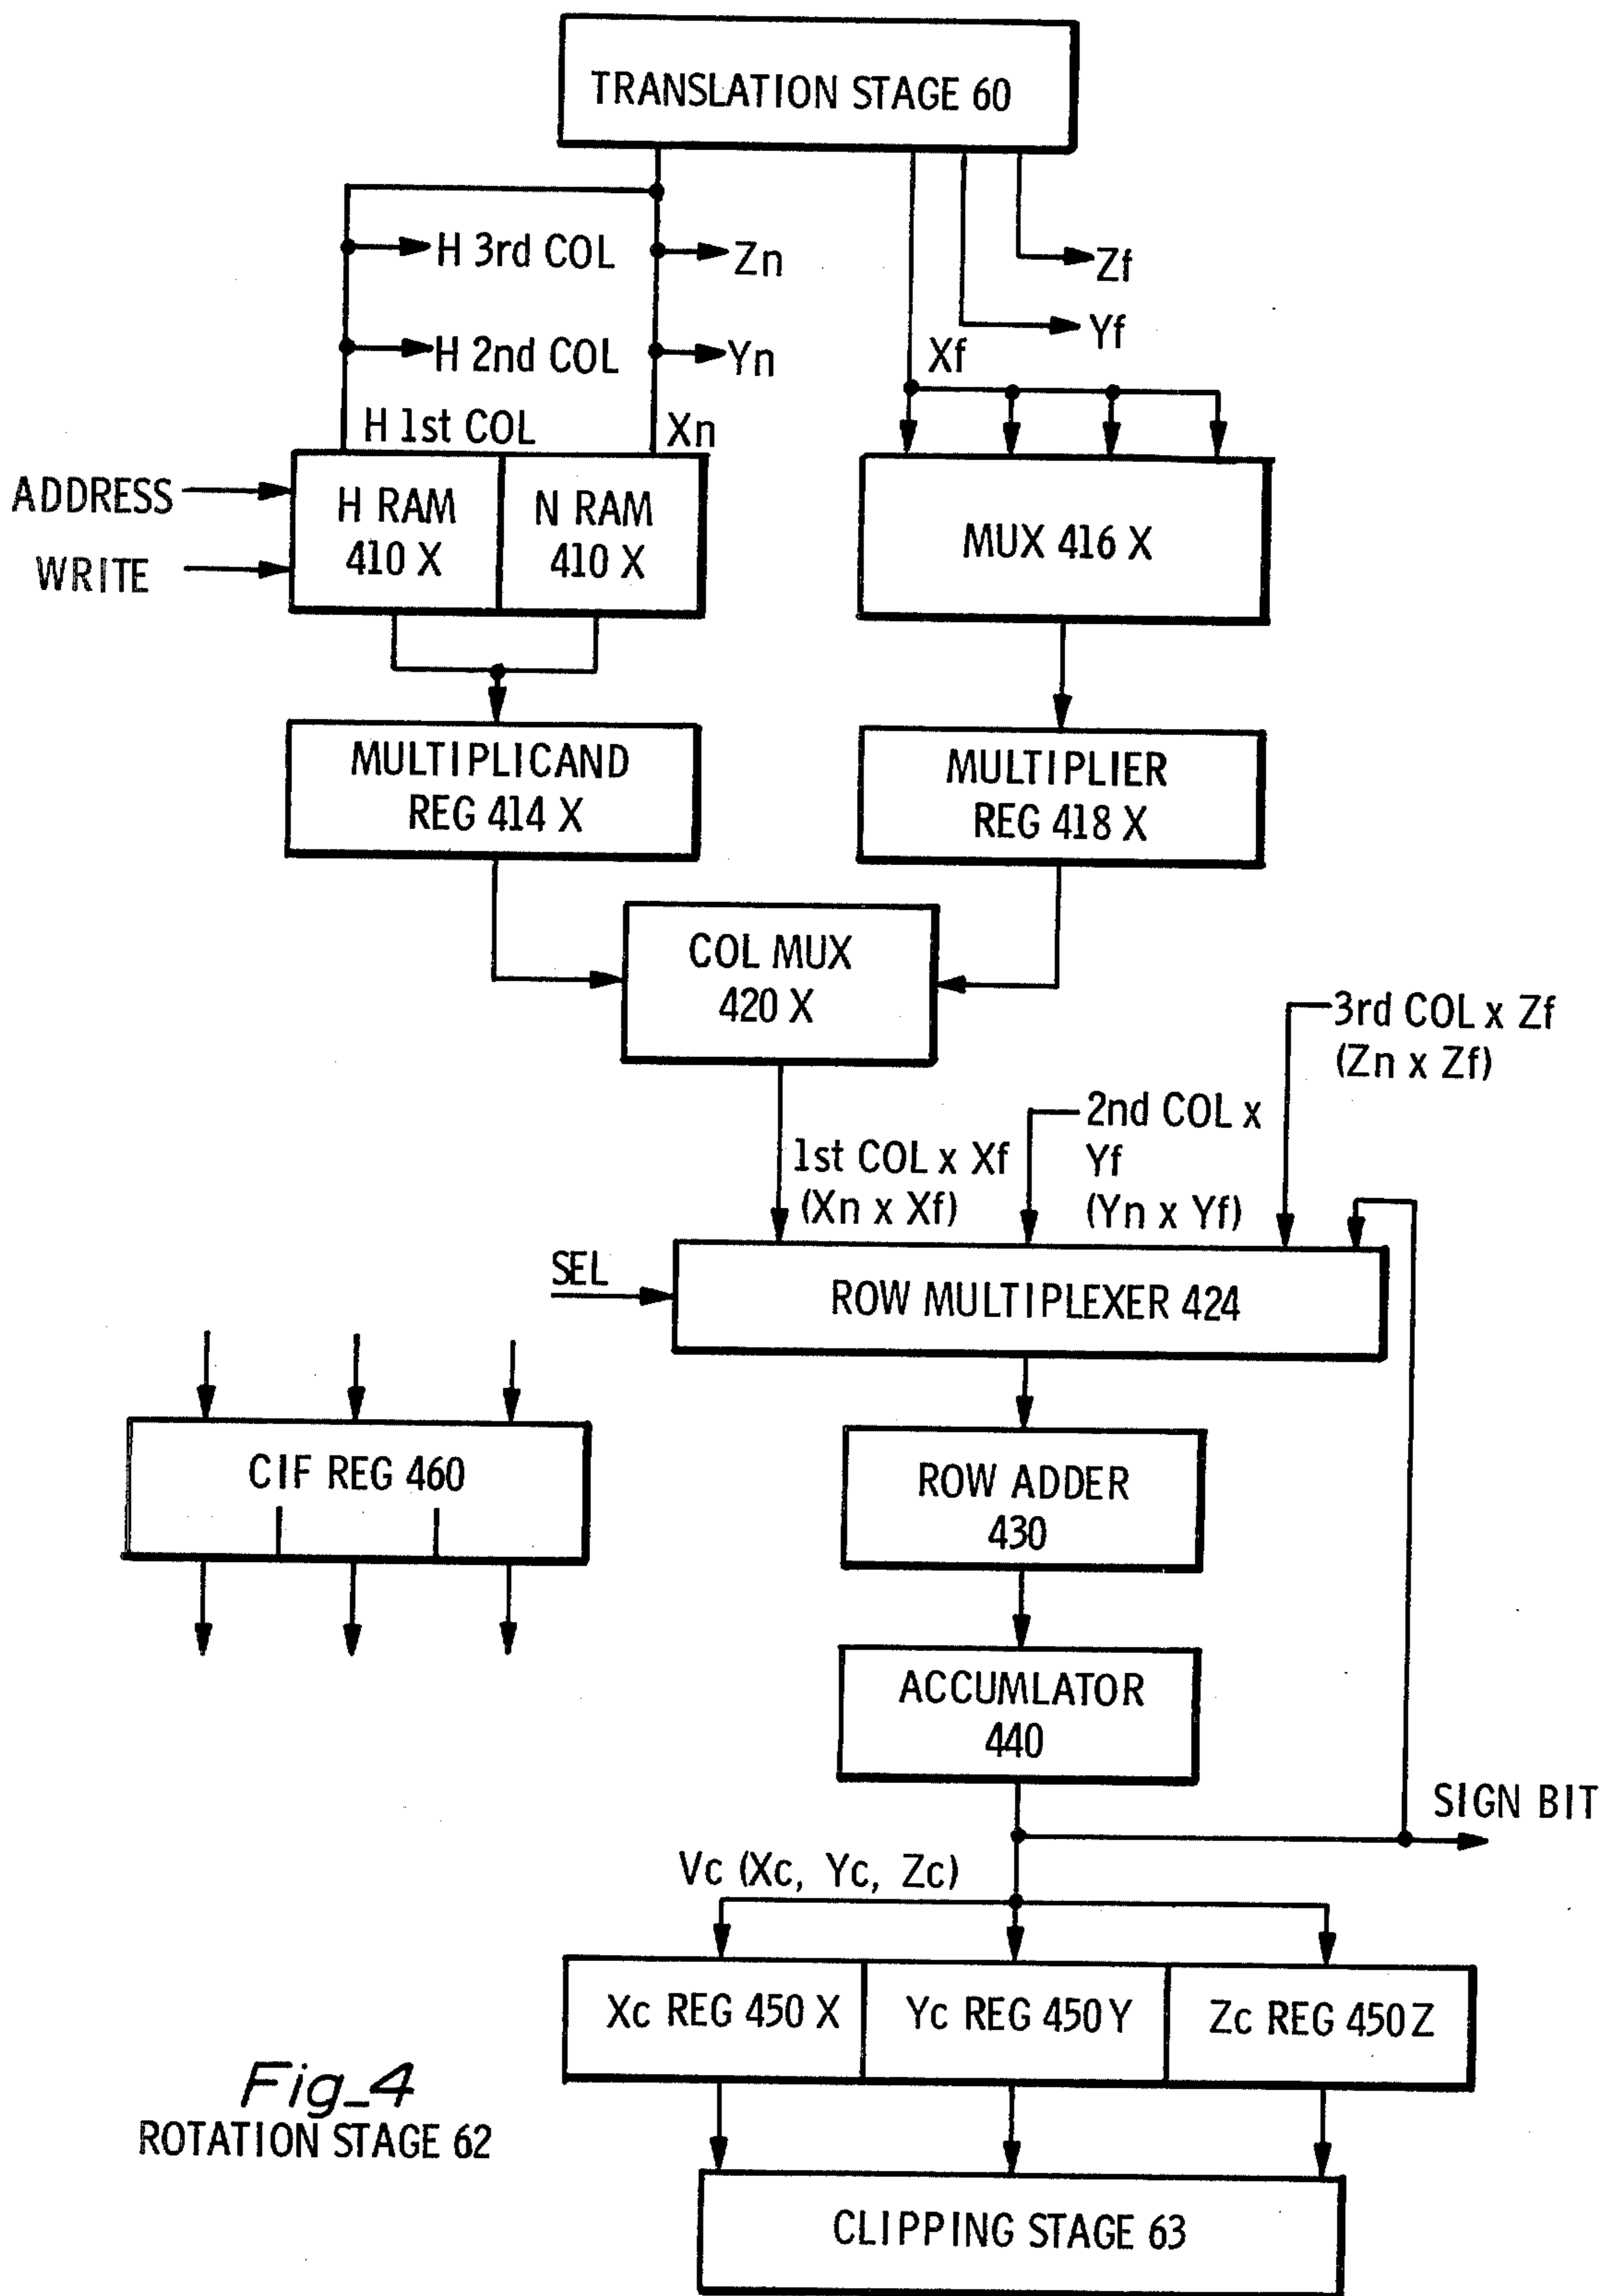 TRANSLATION STAGE 60
H 3rd COL
Zn
Zf
H 2nd COL
Yn
Yf
Xf
H 1st COL
Xn
ADDRESS
WRITE
H RAM
410 X
N RAM
410 X
MUX 416 X
MULTIPLICAND
REG 414 X
MULTIPLIER
REG 418 X
COL MUX
420 X
3rd COL x Zf
(Zn x Zf)
2nd COL x
Yf
(Yn x Yf)
1st COL x Xf
(Xn x Xf)
SEL
ROW MULTIPLEXER 424
CIF REG 460
ROW ADDER
430
ACCUMLATOR
440
SIGN BIT
Vc (Xc, Yc, Zc)
Xc REG 450 X
Yc REG 450 Y
Zc REG 450 Z
Fig_4
ROTATION STAGE 62
CLIPPING STAGE 63